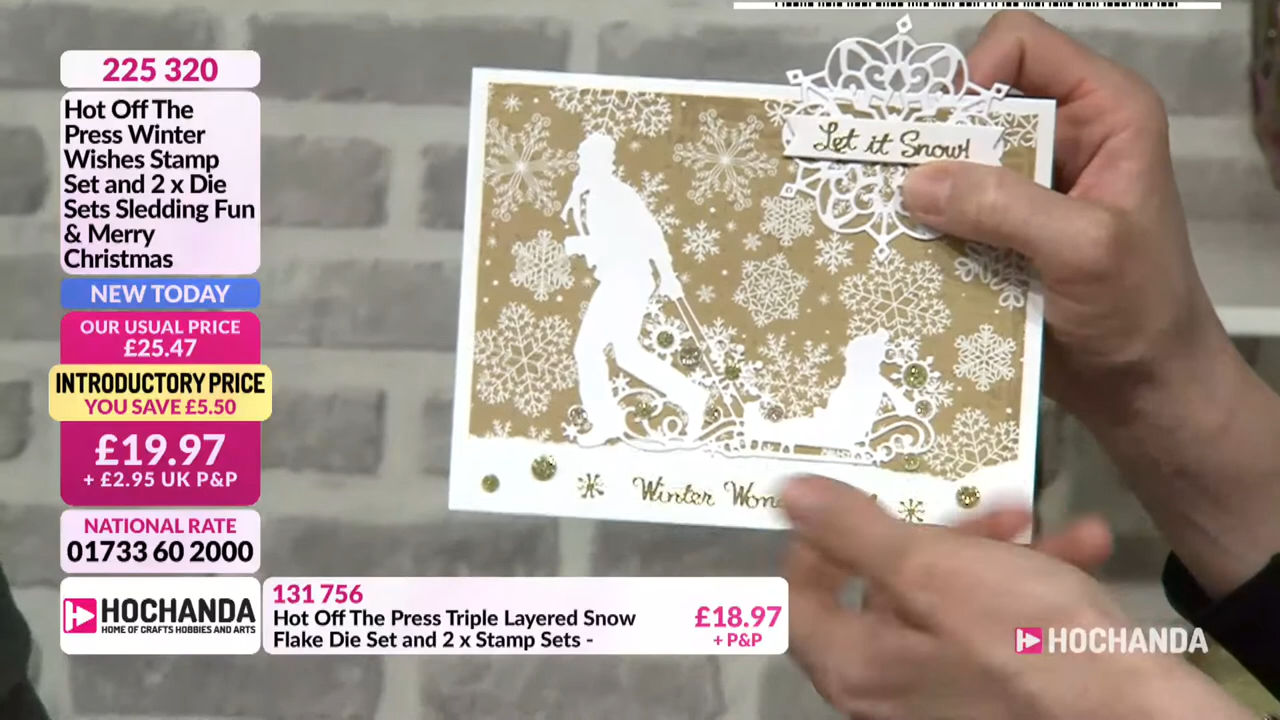 225 320
Hot Off The
Press Winter
Wishes Stamp
Set and 2 x Die
Sets Sledding Fun
& Merry
Christmas
NEW TODAY
OUR USUAL PRICE
£25.47
INTRODUCTORY PRICE
YOU SAVE £5.50
£19.97
+ £2.95 UK P&P
NATIONAL RATE
01733 60 2000
HOCHANDA
HOME OF CRAFTS HOBBIES AND ARTS
131 756
Hot Off The Press Triple Layered Snow
Flake Die Set and 2 x Stamp Sets -
£18.97
+ P&P
Let it Snow!
Winter
HOCHANDA